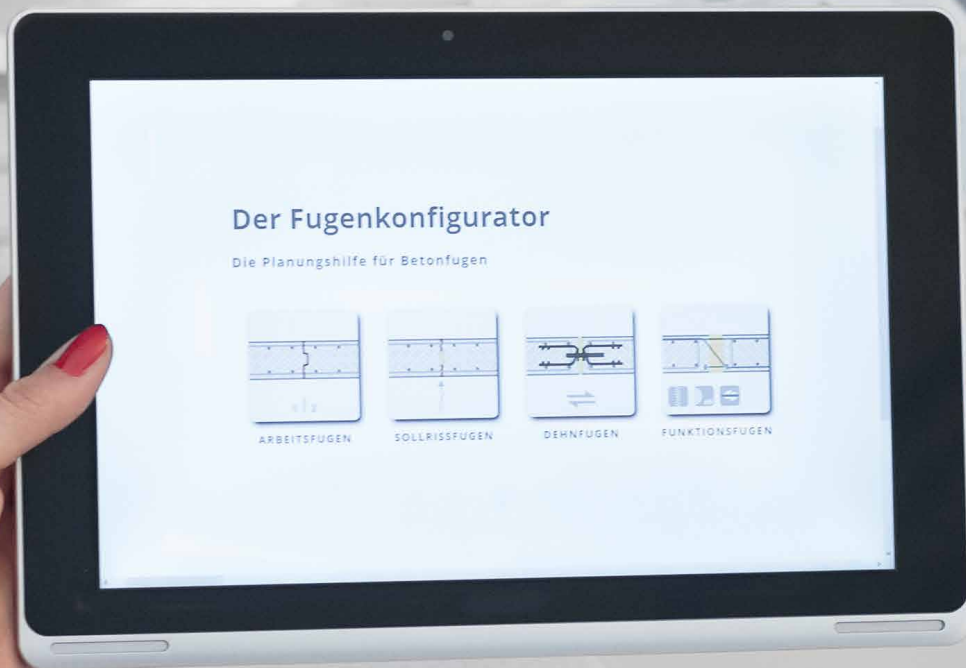 Der Fugenkonfigurator
Die Planungshilfe für Betonfugen
ARBEITSFUGEN
SOLLRISSFUGEN
DEHNFUGEN
FUNKTIONSFUGEN